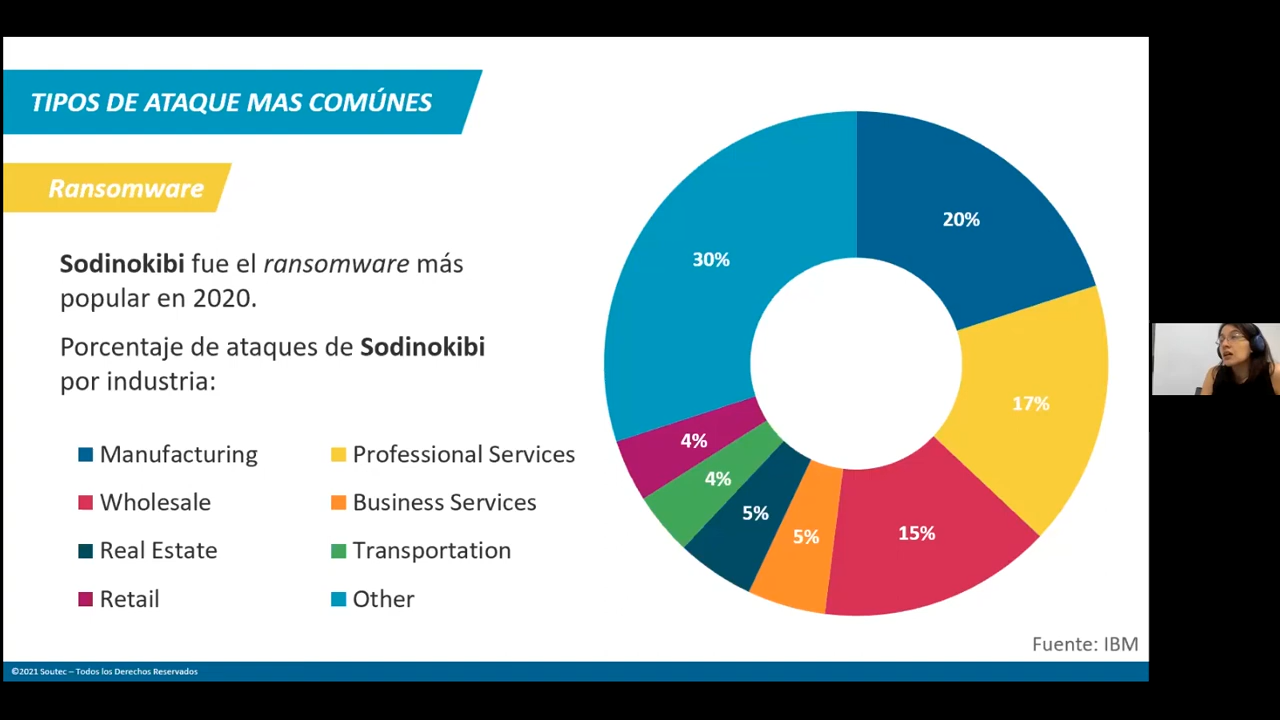 TIPOS DE ATAQUE MAS COMÚNES
Ransomware
Sodinokibi fue el ransomware más
popular en 2020.
Porcentaje de ataques de Sodinokibi
por industria:
Manufacturing
Professional Services
Wholesale
Business Services
Real Estate
Transportation
Retail
Other
20%
17%
15%
5%
5%
4%
4%
30%
Fuente: IBM
©2021 Soutec – Todos los Derechos Reservados